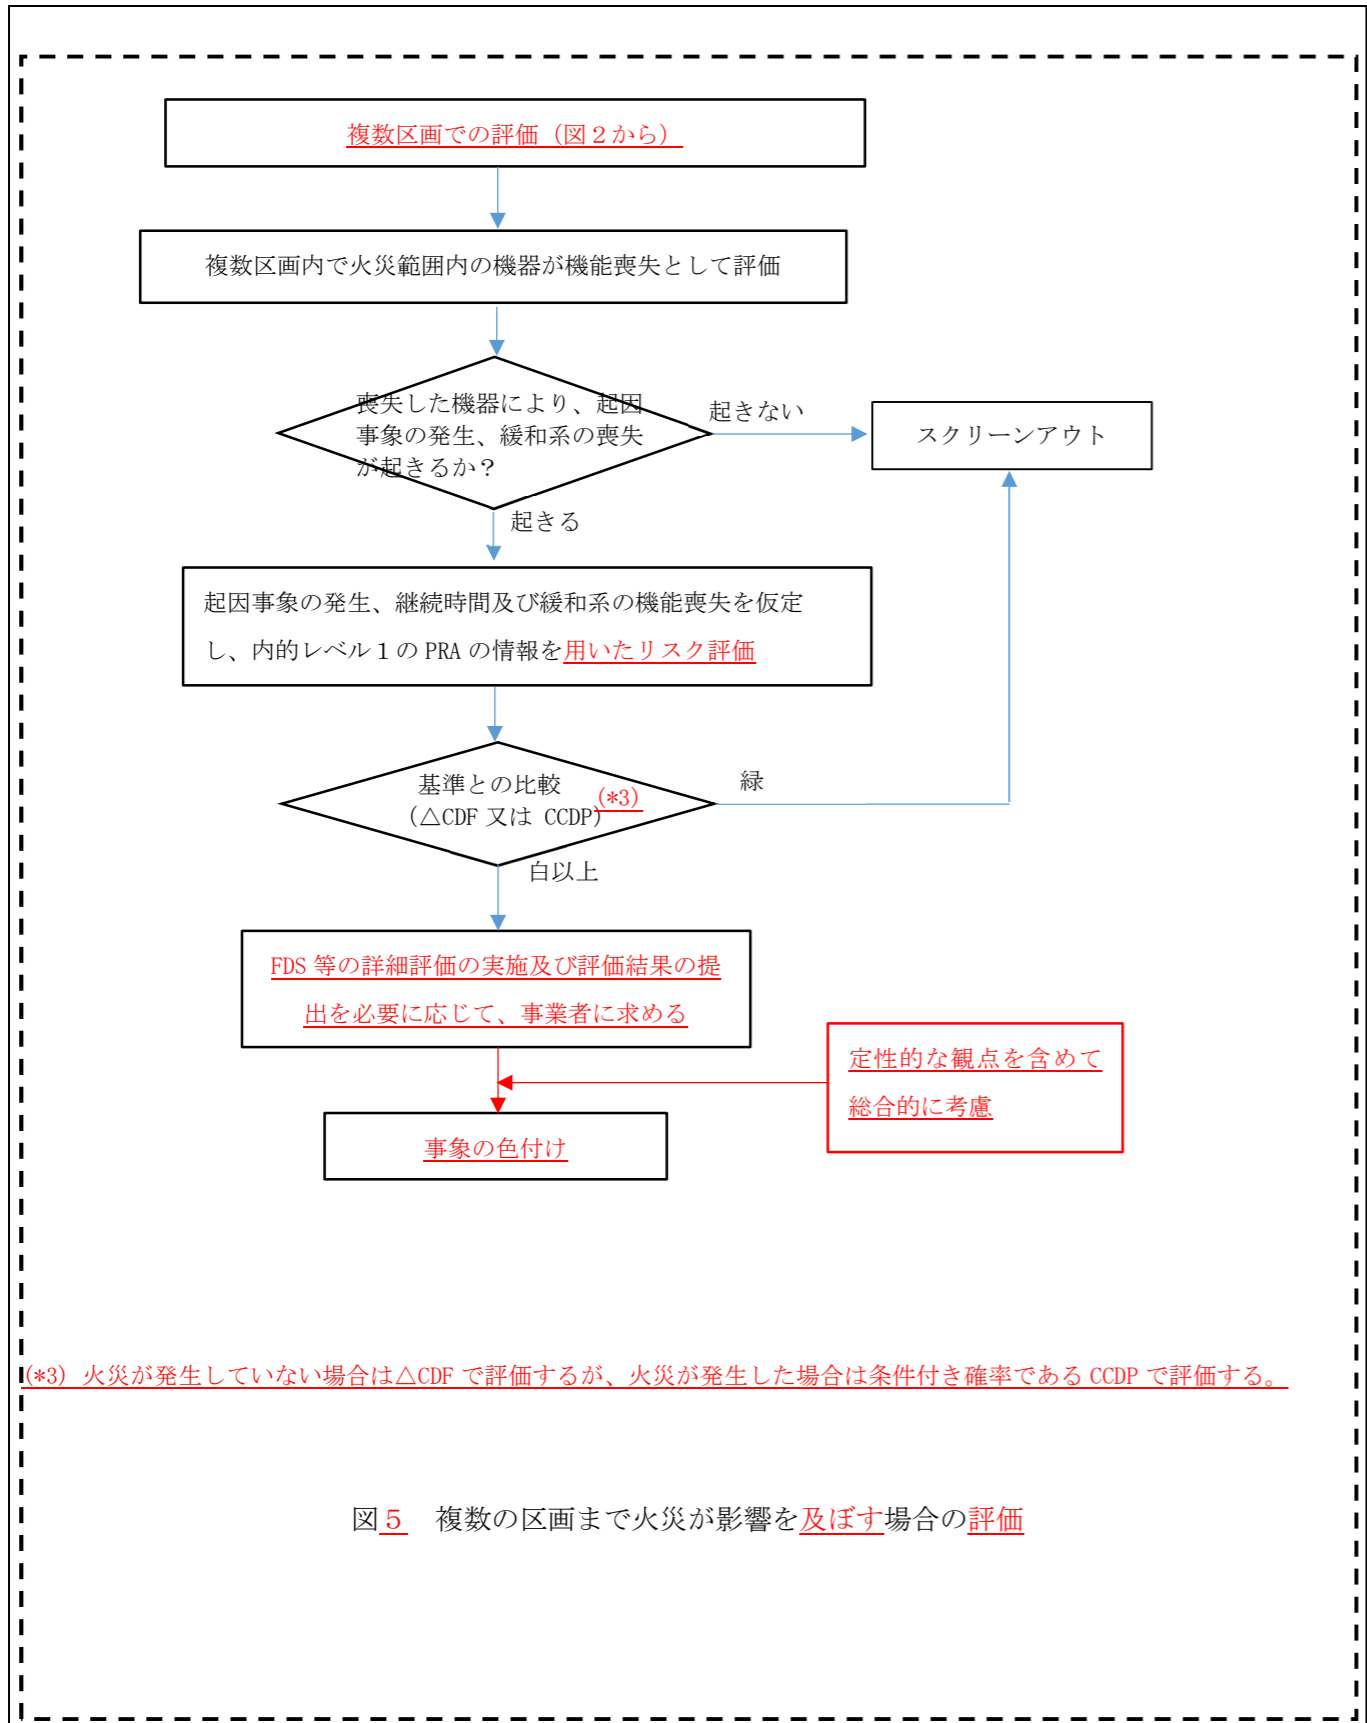 複数区画での評価（図２から）
複数区画内で火災範囲内の機器が機能喪失として評価
喪失した機器により、起因
事象の発生、緩和系の喪失
が起きるか？
起きない
スクリーンアウト
起きる
起因事象の発生、継続時間及び緩和系の機能喪失を仮定
し、内的レベル１の PRA の情報を用いたリスク評価
基準との比較
（△CDF 又は CCDP）
(*3)
緑
白以上
FDS 等の詳細評価の実施及び評価結果の提
出を必要に応じて、事業者に求める
定性的な観点を含めて
総合的に考慮
事象の色付け
(*3) 火災が発生していない場合は△CDF で評価するが、火災が発生した場合は条件付き確率である CCDP で評価する。
図５　複数の区画まで火災が影響を及ぼす場合の評価